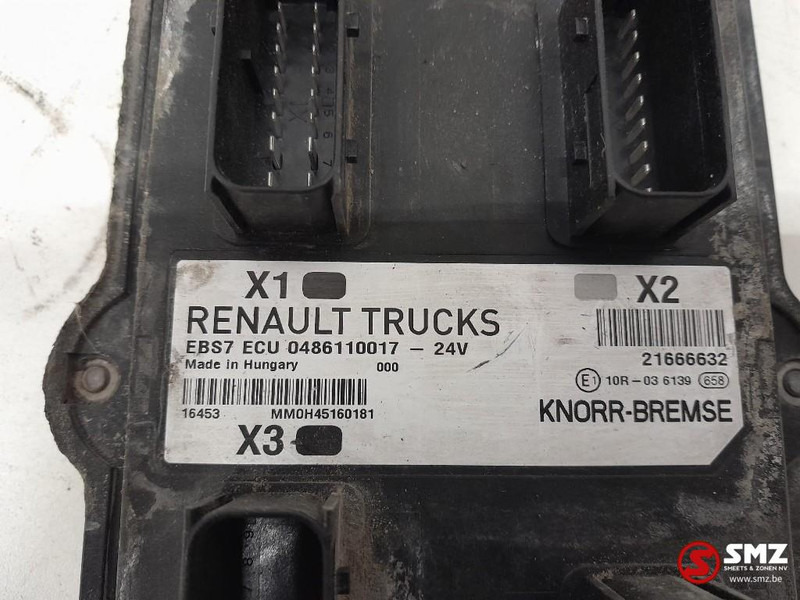 X1
X2
RENAULT TRUCKS
EBS7 ECU 0486110017 – 24V
Made in Hungary 000
21666632
E1 10R – 03 6139 658
16453 MM0H45160181
KNORR-BREMSE
X3
SMZ
SMEETS & ZONEN NV
www.smz.be